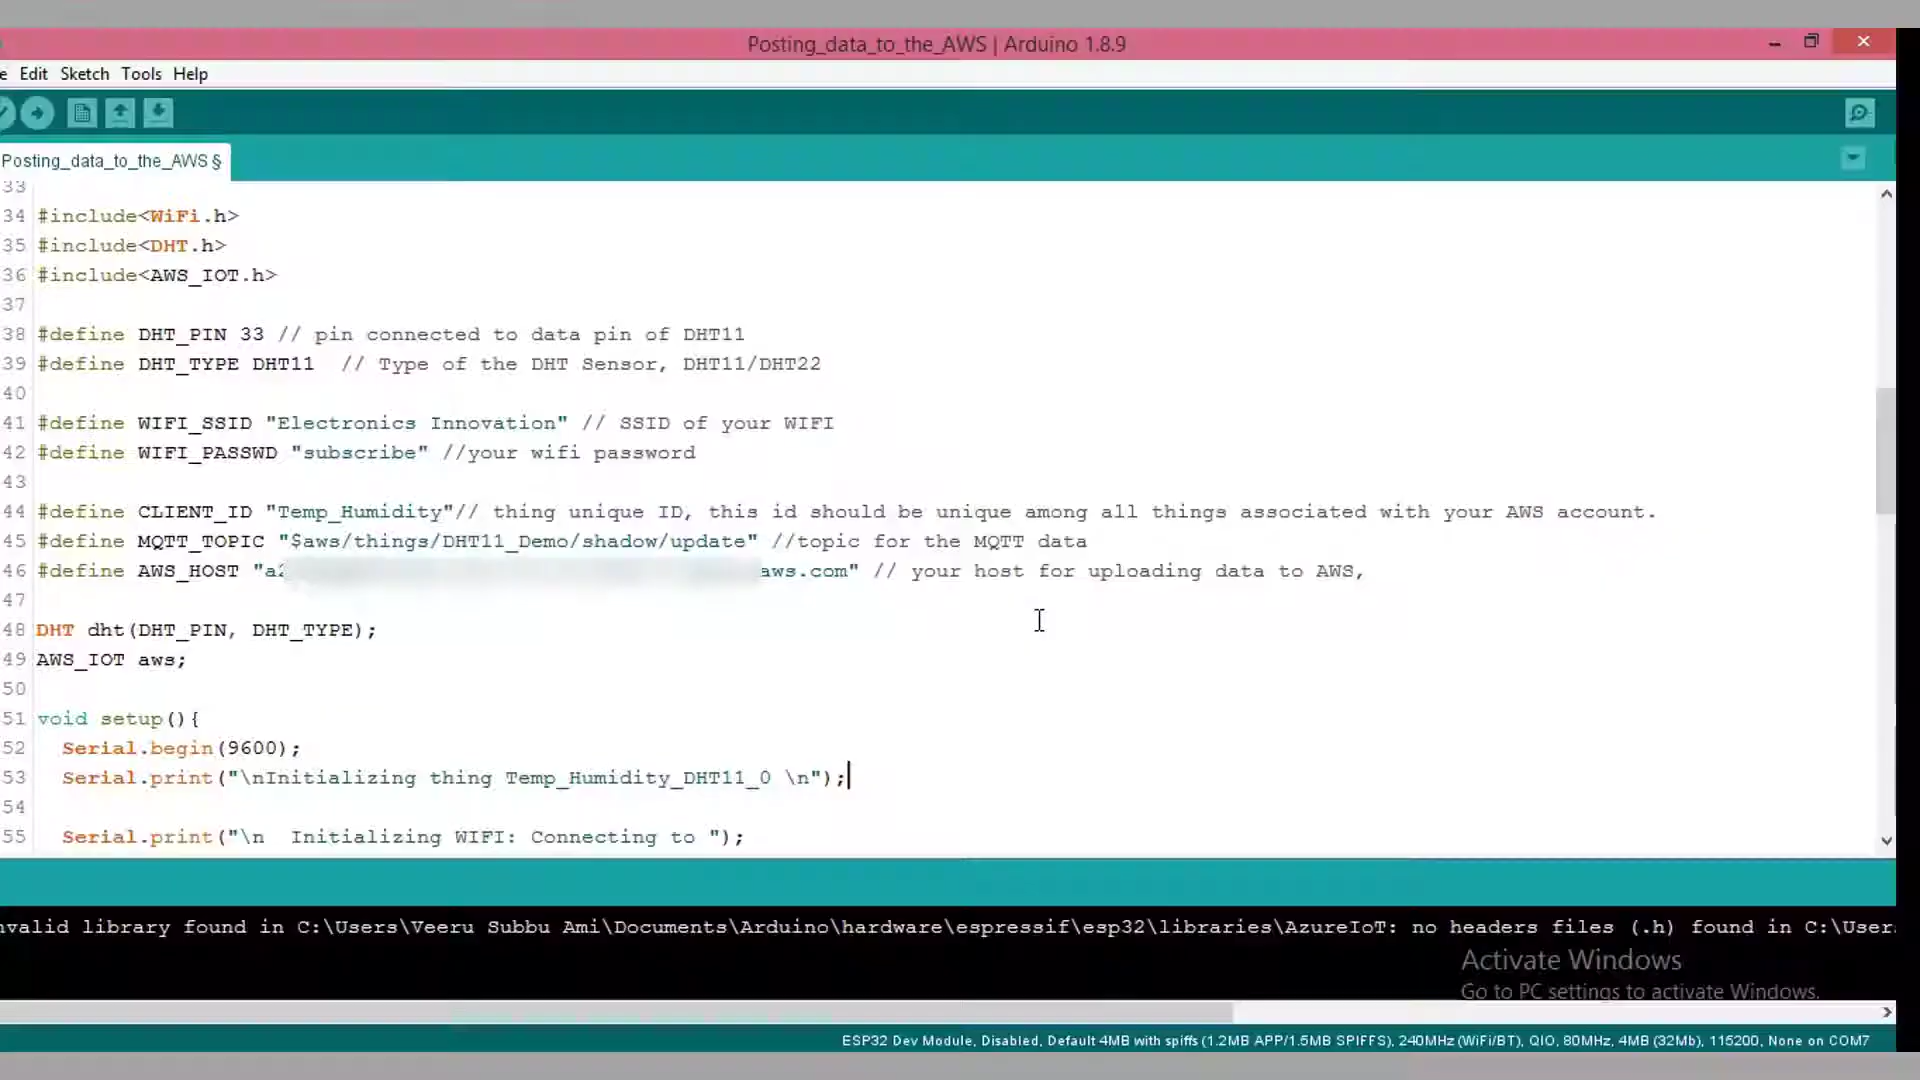 Posting_data_to_the_AWS | Arduino 1.8.9
e Edit Sketch Tools Help
Posting_data_to_the_AWS §
33
34 #include<WiFi.h>
35 #include<DHT.h>
36 #include<AWS_IOT.h>
37
38 #define DHT_PIN 33 // pin connected to data pin of DHT11
39 #define DHT_TYPE DHT11  // Type of the DHT Sensor, DHT11/DHT22
40
41 #define WIFI_SSID "Electronics Innovation" // SSID of your WIFI
42 #define WIFI_PASSWD "subscribe" //your wifi password
43
44 #define CLIENT_ID "Temp_Humidity"// thing unique ID, this id should be unique among all things associated with your AWS account.
45 #define MQTT_TOPIC "$aws/things/DHT11_Demo/shadow/update" //topic for the MQTT data
46 #define AWS_HOST "a2 aws.com" // your host for uploading data to AWS,
47
48 DHT dht(DHT_PIN, DHT_TYPE);
49 AWS_IOT aws;
50
51 void setup(){
52   Serial.begin(9600);
53   Serial.print("\nInitializing thing Temp_Humidity_DHT11_0 \n");
54
55   Serial.print("\n  Initializing WIFI: Connecting to ");
nvalid library found in C:\Users\Veeru Subbu Ami\Documents\Arduino\hardware\espressif\esp32\libraries\AzureIoT: no headers files (.h) found in C:\User
Activate Windows
Go to PC settings to activate Windows.
ESP32 Dev Module, Disabled, Default 4MB with spiffs (1.2MB APP/1.5MB SPIFFS), 240MHz (WiFi/BT), QIO, 80MHz, 4MB (32Mb), 115200, None on COM7